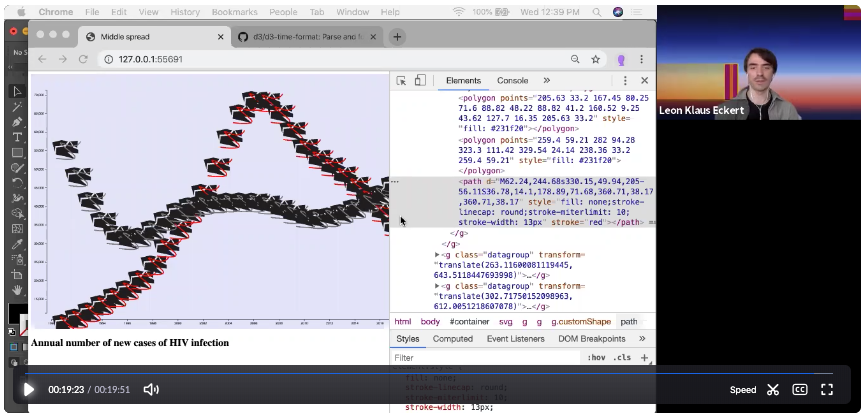 Chrome File Edit View History Bookmarks People Tab Window Help 100% Wed 12:39 PM
Middle spread
d3/d3-time-format: Parse and f
127.0.0.1:55691
No S
Elements Console »
<polygon points="205.63 33.2 167.45 80.25
71.6 88.82 48.22 88.82 41.2 160.52 9.25
43.62 127.7 16.35 205.63 33.2" style=
"fill: #231f20"></polygon>
<polygon points="259.4 59.21 282 94.28
323.3 111.42 329.54 24.14 238.36 33.2
259.4 59.21" style="fill: #231f20">
</polygon>
<path d="M62.24,244.68s330.15,49.94,205-
56.11S36.78,14.1,178.89,71.68,360.71,38.17
,360.71,38.17" style="fill: none;stroke-
linecap: round;stroke-miterlimit: 10;
stroke-width: 13px" stroke="red"></path>
</g>
</g>
<g class="datagroup" transform=
"translate(263.11600081119445,
643.5118447693998)">…</g>
<g class="datagroup" transform=
"translate(302.71750152098963,
612.0051218607078)">…</g>
html body #container svg g g g.customShape path
Styles Computed Event Listeners DOM Breakpoints »
Filter :hov .cls +
fill: none;
stroke-linecap: round;
stroke-miterlimit: 10;
stroke-width: 13px;
Annual number of new cases of HIV infection
Leon Klaus Eckert
00:19:23 / 00:19:51
Speed
CC